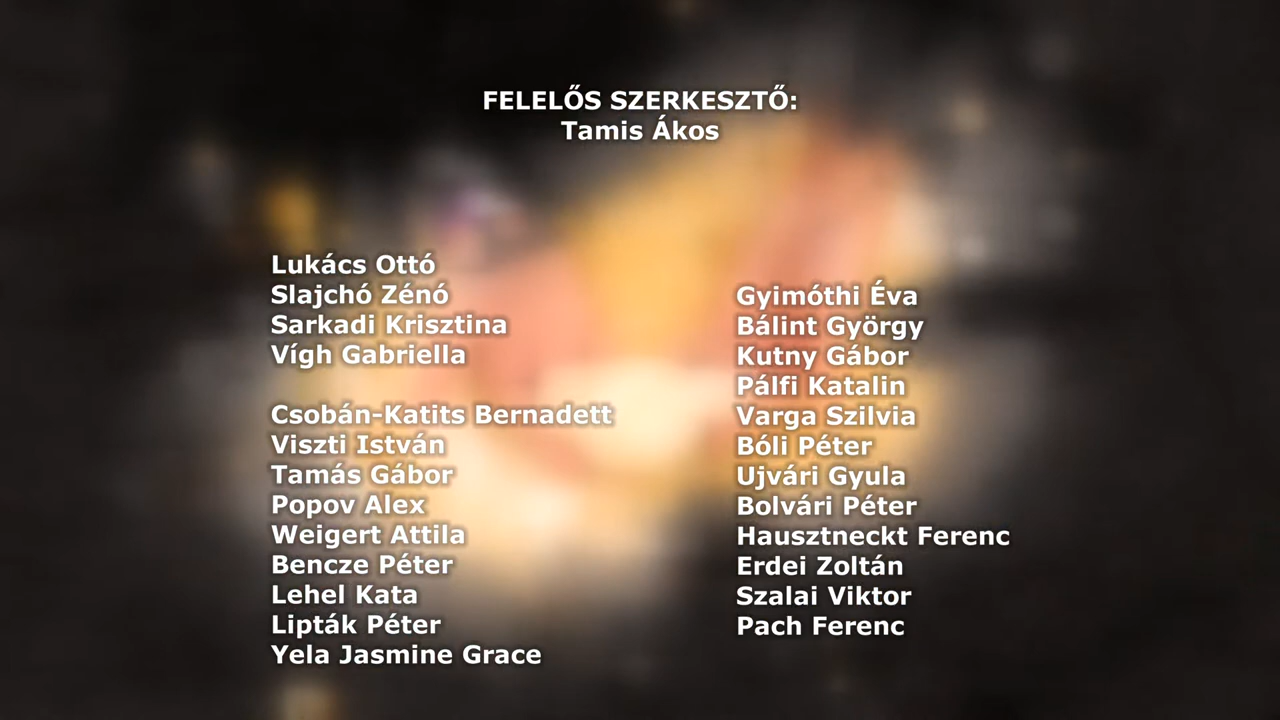 FELELŐS SZERKESZTŐ:
Tamis Ákos
Lukács Ottó
Slajchó Zénó
Sarkadi Krisztina
Vígh Gabriella
Csobán-Katits Bernadett
Viszti István
Tamás Gábor
Popov Alex
Weigert Attila
Bencze Péter
Lehel Kata
Lipták Péter
Yela Jasmine Grace
Gyimóthi Éva
Bálint György
Kutny Gábor
Pálfi Katalin
Varga Szilvia
Bóli Péter
Ujvári Gyula
Bolvári Péter
Hausztneckt Ferenc
Erdei Zoltán
Szalai Viktor
Pach Ferenc